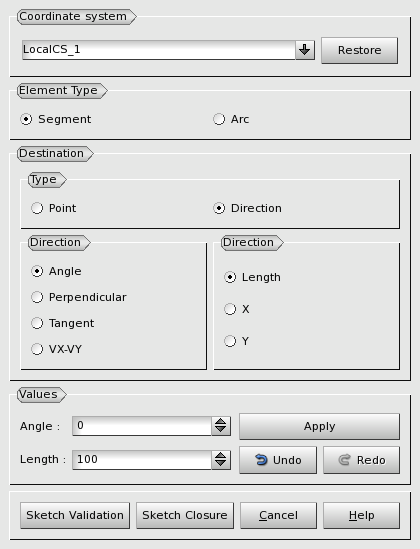 Coordinate system
LocalCS_1
Restore
Element Type
Segment
Arc
Destination
Type
Point
Direction
Direction
Angle
Perpendicular
Tangent
VX-VY
Direction
Length
X
Y
Values
Angle :
0
Apply
Length :
100
Undo
Redo
Sketch Validation
Sketch Closure
Cancel
Help